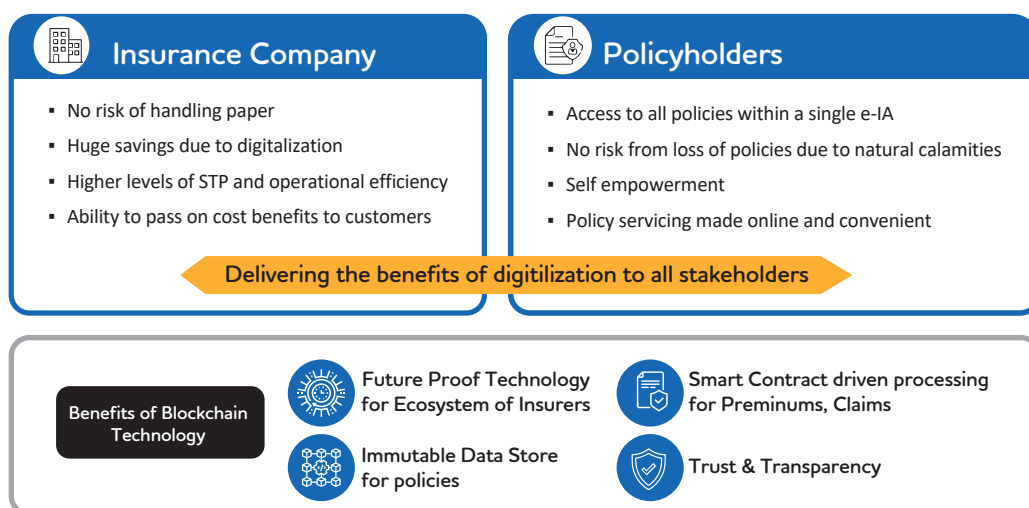 Insurance Company
▪ No risk of handling paper
▪ Huge savings due to digitalization
▪ Higher levels of STP and operational efficiency
▪ Ability to pass on cost benefits to customers
Policyholders
▪ Access to all policies within a single e-IA
▪ No risk from loss of policies due to natural calamities
▪ Self empowerment
▪ Policy servicing made online and convenient
Delivering the benefits of digitilization to all stakeholders
Benefits of Blockchain
Technology
Future Proof Technology
for Ecosystem of Insurers
Smart Contract driven processing
for Preminums, Claims
Immutable Data Store
for policies
Trust & Transparency